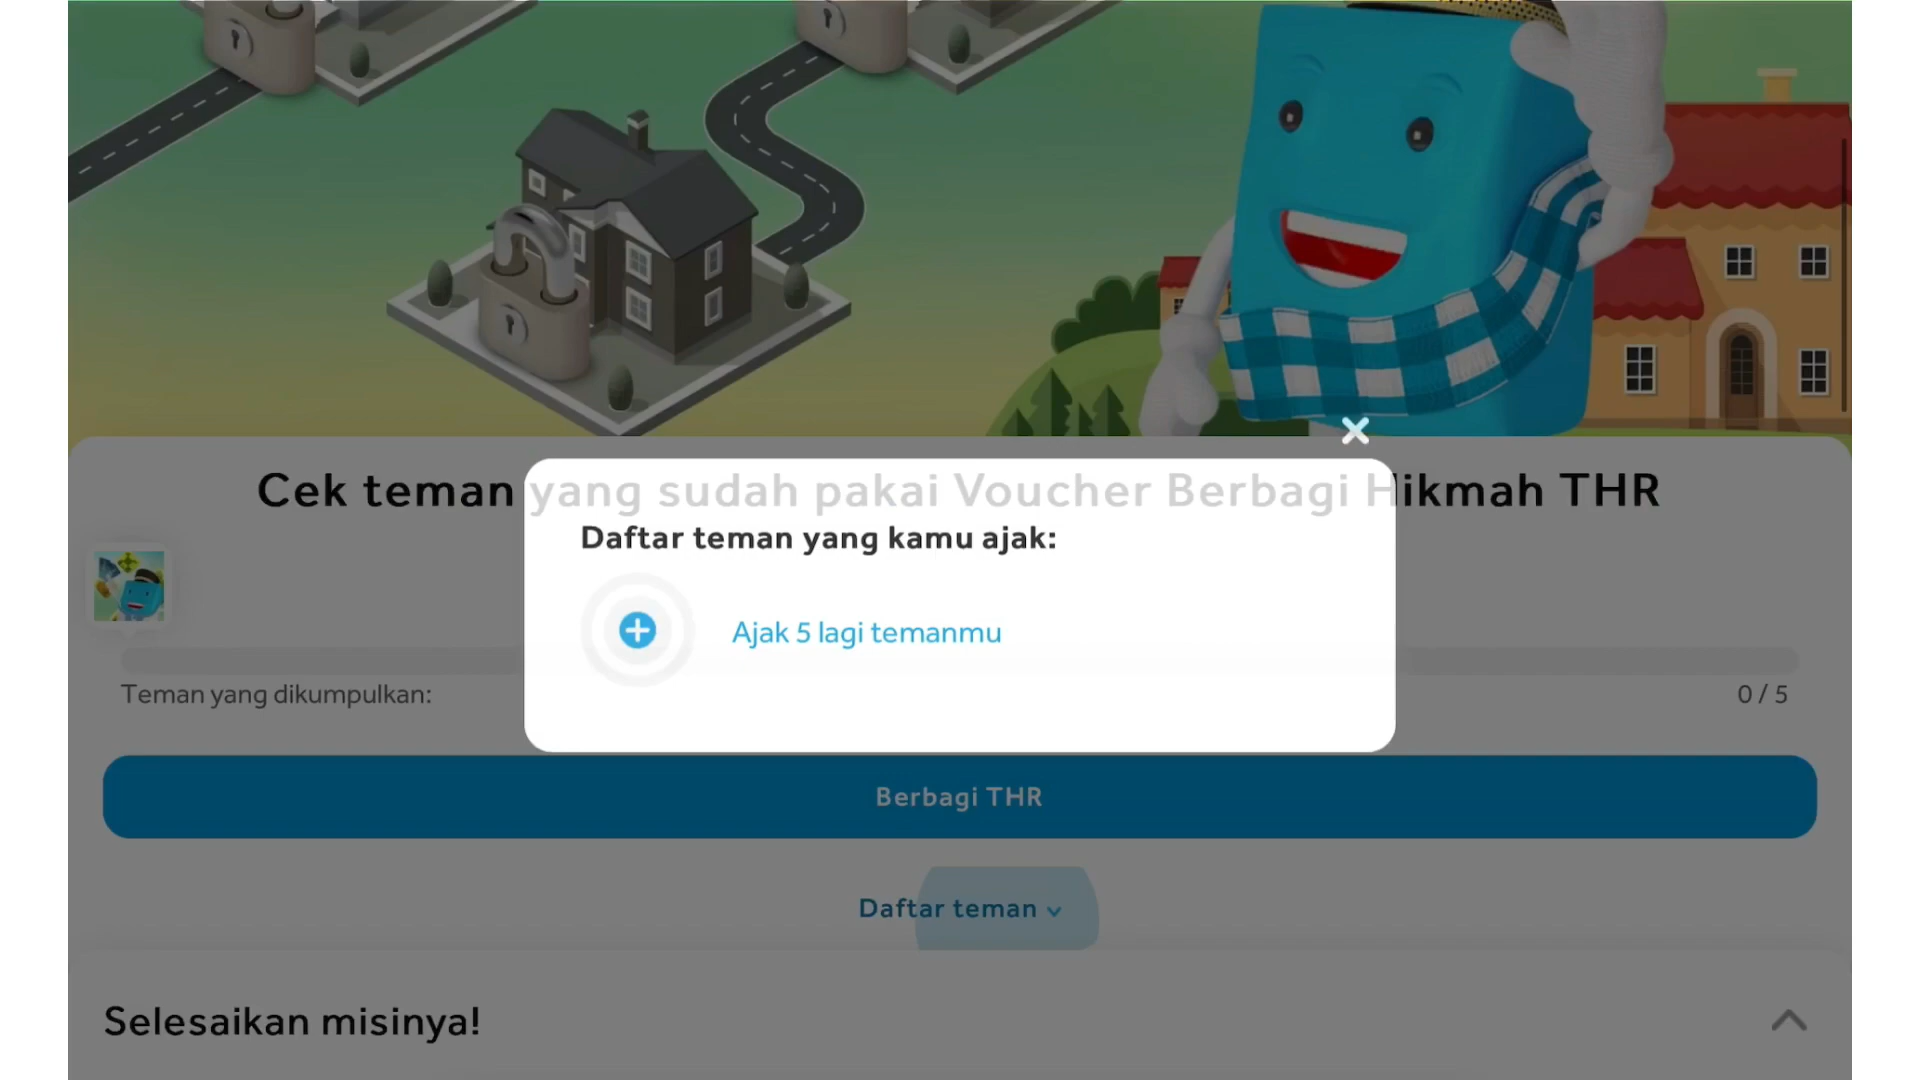 Cek teman yang sudah pakai Voucher Berbagi Hikmah THR
Daftar teman yang kamu ajak:
Ajak 5 lagi temanmu
Teman yang dikumpulkan:
0 / 5
Berbagi THR
Daftar teman
Selesaikan misinya!